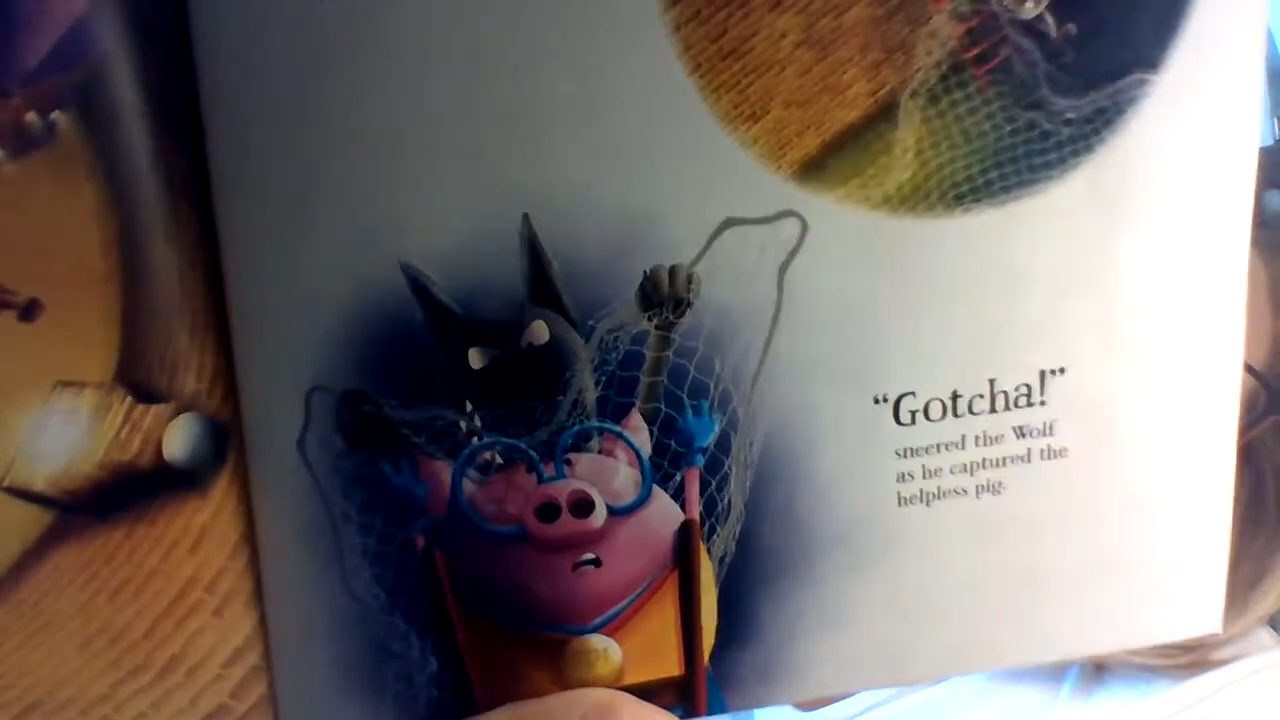 “Gotcha!”
sneered the Wolf
as he captured the
helpless pig.